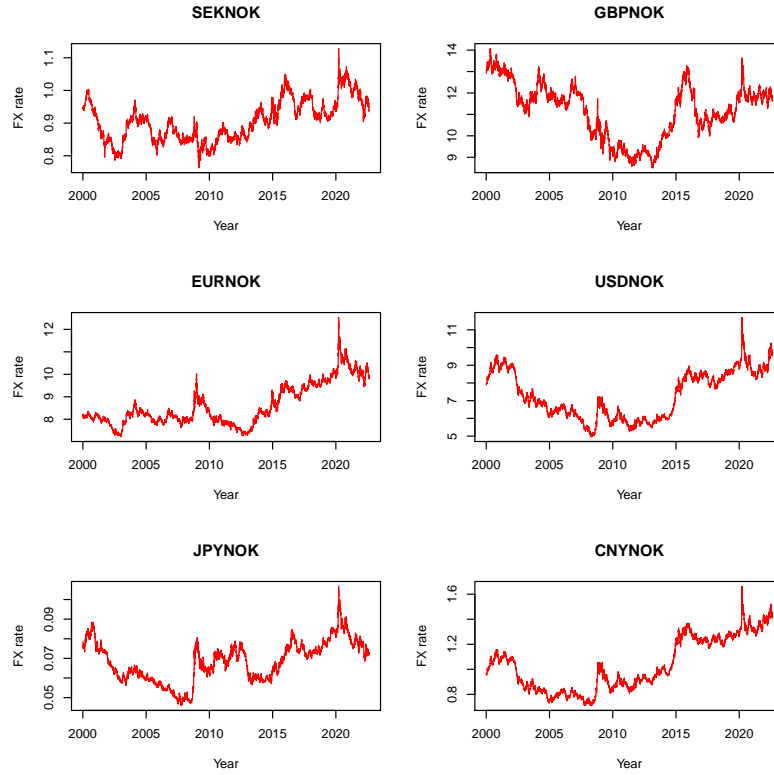 SEKNOK
FX rate
0.8 0.9 1.0 1.1
2000 2005 2010 2015 2020
Year
GBPNOK
FX rate
9 10 12 14
2000 2005 2010 2015 2020
Year
EURNOK
FX rate
8 9 10 12
2000 2005 2010 2015 2020
Year
USDNOK
FX rate
5 7 9 11
2000 2005 2010 2015 2020
Year
JPYNOK
FX rate
0.05 0.07 0.09
2000 2005 2010 2015 2020
Year
CNYNOK
FX rate
0.8 1.2 1.6
2000 2005 2010 2015 2020
Year